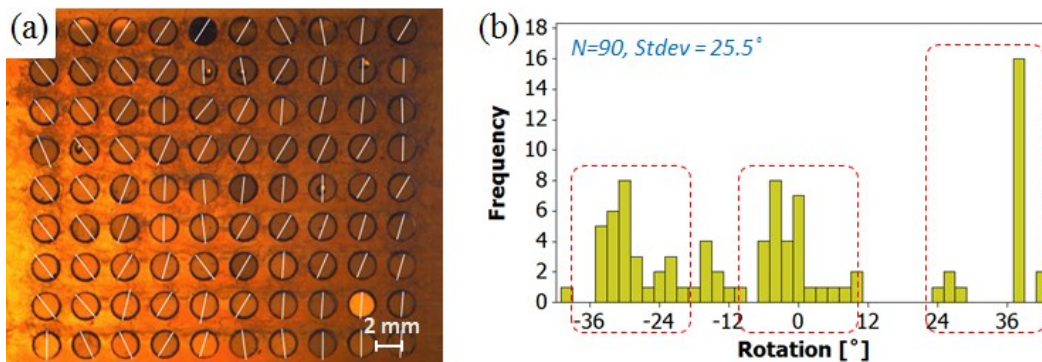 (a)
2 mm
(b)
N=90, Stdev = 25.5°
Frequency
18
16
14
12
10
8
6
4
2
0
-36 -24 -12 0 12 24 36
Rotation [°]